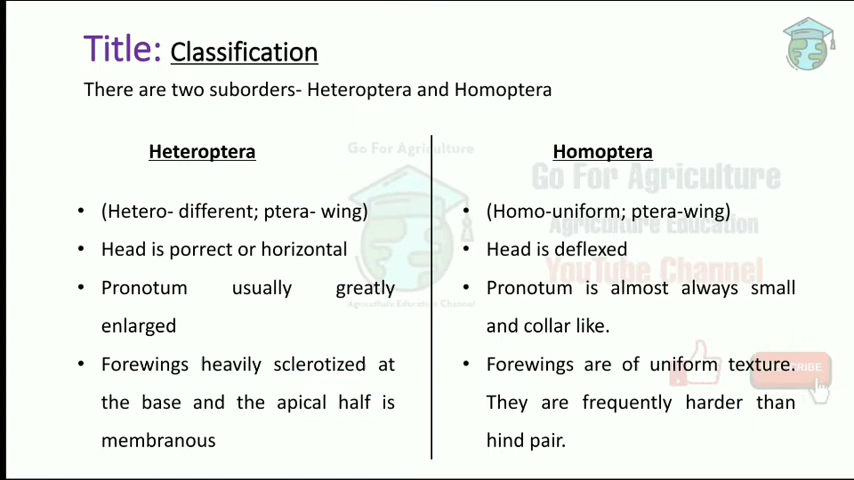 Title: Classification
There are two suborders- Heteroptera and Homoptera
Heteroptera
• (Hetero- different; ptera- wing)
• Head is porrect or horizontal
• Pronotum usually greatly
enlarged
• Forewings heavily sclerotized at
the base and the apical half is
membranous
Homoptera
• (Homo-uniform; ptera-wing)
• Head is deflexed
• Pronotum is almost always small
and collar like.
• Forewings are of uniform texture.
They are frequently harder than
hind pair.
Go For Agriculture
Agriculture Education Channel
Go For Agriculture
Agriculture Education
YouTube Channel